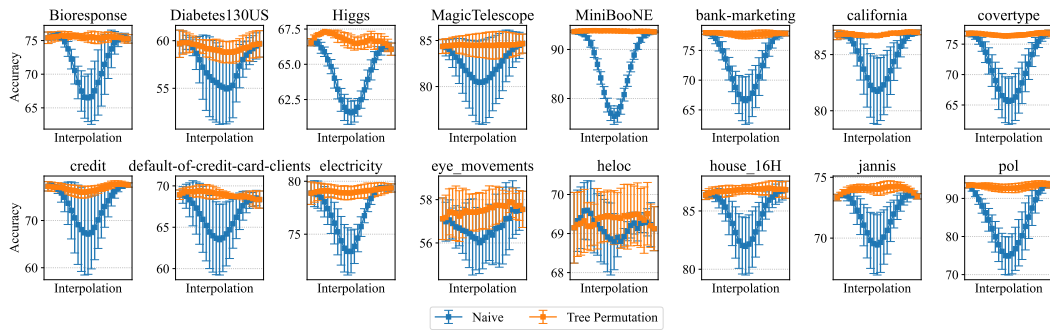 Bioresponse Diabetes130US Higgs MagicTelescope MiniBooNE bank-marketing california covertype
Accuracy
75 70 65
60 55
67.5 65.0 62.5
85 80
90 80
75 70 65
85 80
75 70 65
Interpolation Interpolation Interpolation Interpolation Interpolation Interpolation Interpolation Interpolation
credit default-of-credit-card-clients electricity eye_movements heloc house_16H jannis pol
Accuracy
70 60
70 65 60
80 75
58 56
70 69 68
85 80
75 70
90 80 70
Interpolation Interpolation Interpolation Interpolation Interpolation Interpolation Interpolation Interpolation
Naive Tree Permutation